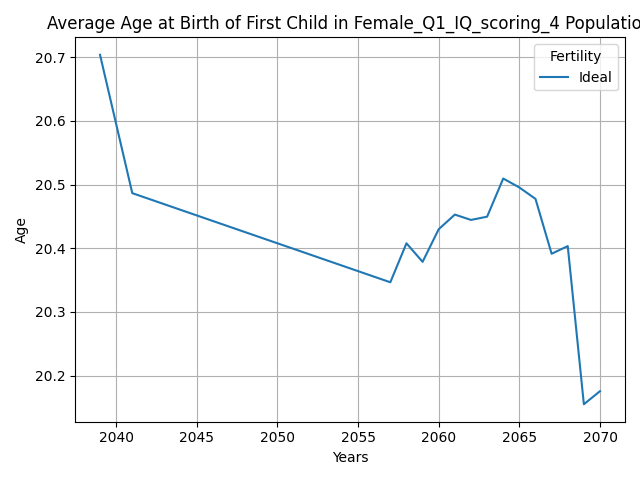 Average Age at Birth of First Child in Female_Q1_IQ_scoring_4 Populatio
Fertility
Ideal
20.7
20.6
20.5
20.4
20.3
20.2
Age
2040 2045 2050 2055 2060 2065 2070
Years